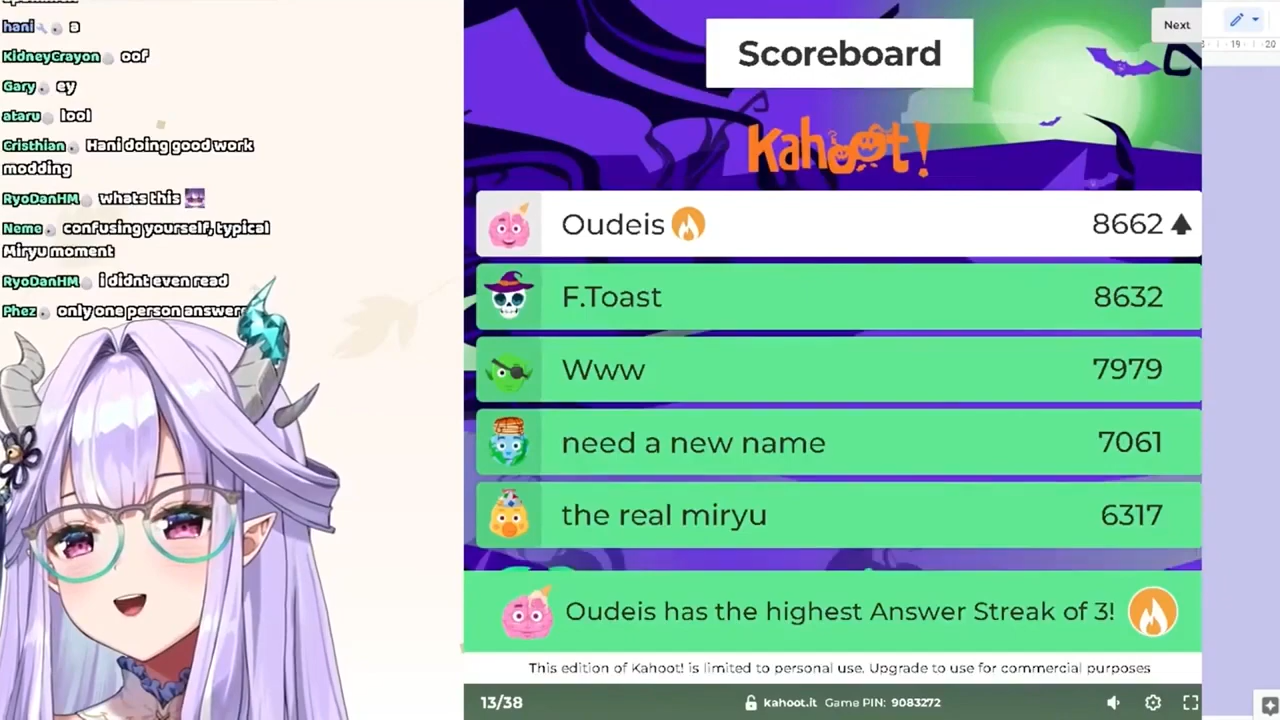 hani a
KidneyCrayon oof
Gary ey
ataru lool
Cristhian Hani doing good work
modding
RyoDanHM whats this
Neme confusing yourself, typical
Miryu moment
RyoDanHM i didnt even read
Phez only one person answer
Next
19 20
Scoreboard
Kahoot!
Oudeis 8662
F.Toast 8632
Www 7979
need a new name 7061
the real miryu 6317
Oudeis has the highest Answer Streak of 3!
This edition of Kahoot! is limited to personal use. Upgrade to use for commercial purposes
13/38 kahoot.it Game PIN: 9083272